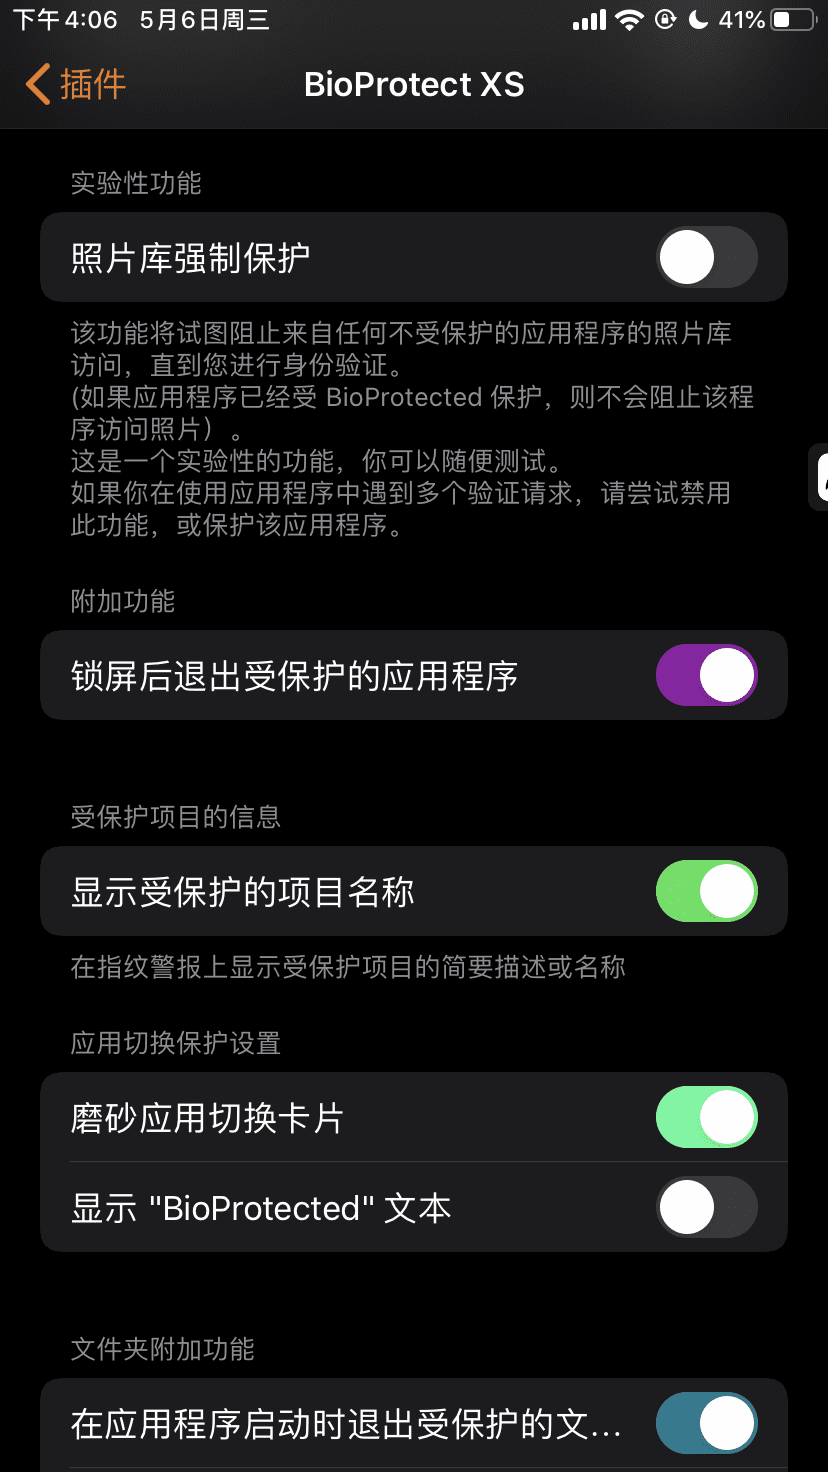 下午4:06 5月6日周三 41%
插件 BioProtect XS
实验性功能
照片库强制保护
该功能将试图阻止来自任何不受保护的应用程序的照片库
访问，直到您进行身份验证。
(如果应用程序已经受 BioProtected 保护，则不会阻止该程
序访问照片）。
这是一个实验性的功能，你可以随便测试。
如果你在使用应用程序中遇到多个验证请求，请尝试禁用
此功能，或保护该应用程序。
附加功能
锁屏后退出受保护的应用程序
受保护项目的信息
显示受保护的项目名称
在指纹警报上显示受保护项目的简要描述或名称
应用切换保护设置
磨砂应用切换卡片
显示 "BioProtected" 文本
文件夹附加功能
在应用程序启动时退出受保护的文...